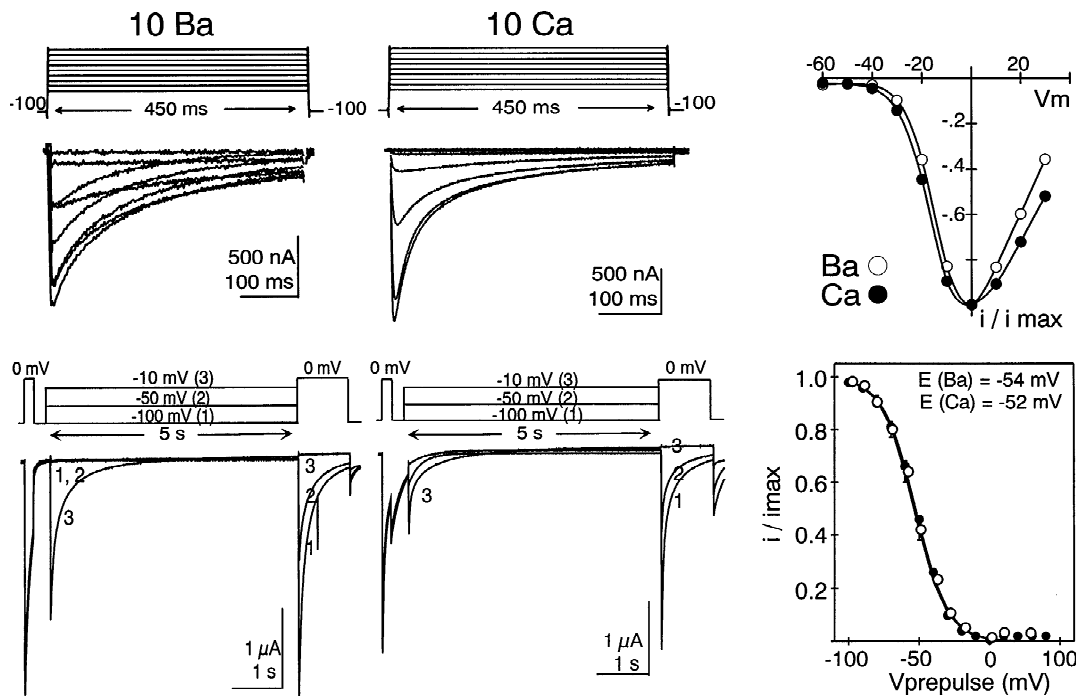 10 Ba
-100
450 ms
-100
500 nA
100 ms
10 Ca
450 ms
-100
500 nA
100 ms
-60 -40 -20 20
Vm
-.2
-.4
-.6
Ba
Ca
i / i max
0 mV 0 mV
-10 mV (3)
-50 mV (2)
-100 mV (1)
5 s
1, 2
3
3
2
1
1 µA
1 s
0 mV 0 mV
-10 mV (3)
-50 mV (2)
-100 mV (1)
5 s
3
3
2
1
1 µA
1 s
E (Ba) = -54 mV
E (Ca) = -52 mV
1.0
0.8
0.6
0.4
0.2
i / imax
-100 -50 0 100
Vprepulse (mV)